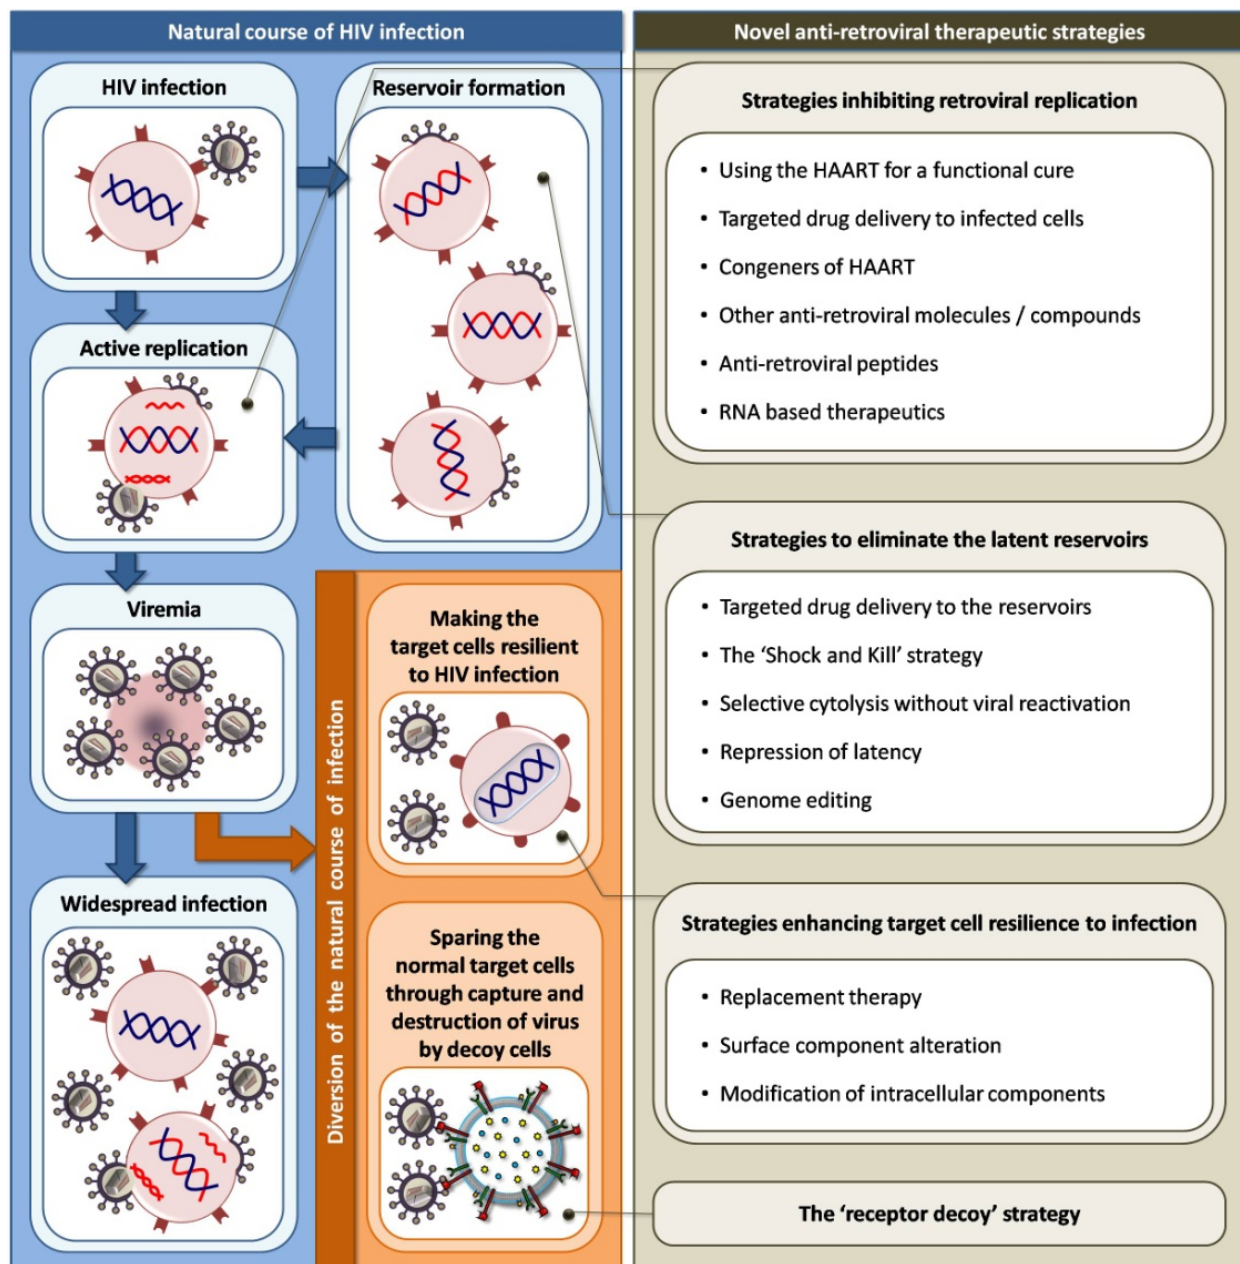 Natural course of HIV infection
HIV infection
Reservoir formation
Active replication
Viremia
Widespread infection
Diversion of the natural course of infection
Making the
target cells resilient
to HIV infection
Sparing the
normal target cells
through capture and
destruction of virus
by decoy cells
Novel anti-retroviral therapeutic strategies
Strategies inhibiting retroviral replication
• Using the HAART for a functional cure
• Targeted drug delivery to infected cells
• Congeners of HAART
• Other anti-retroviral molecules / compounds
• Anti-retroviral peptides
• RNA based therapeutics
Strategies to eliminate the latent reservoirs
• Targeted drug delivery to the reservoirs
• The ‘Shock and Kill’ strategy
• Selective cytolysis without viral reactivation
• Repression of latency
• Genome editing
Strategies enhancing target cell resilience to infection
• Replacement therapy
• Surface component alteration
• Modification of intracellular components
The ‘receptor decoy’ strategy